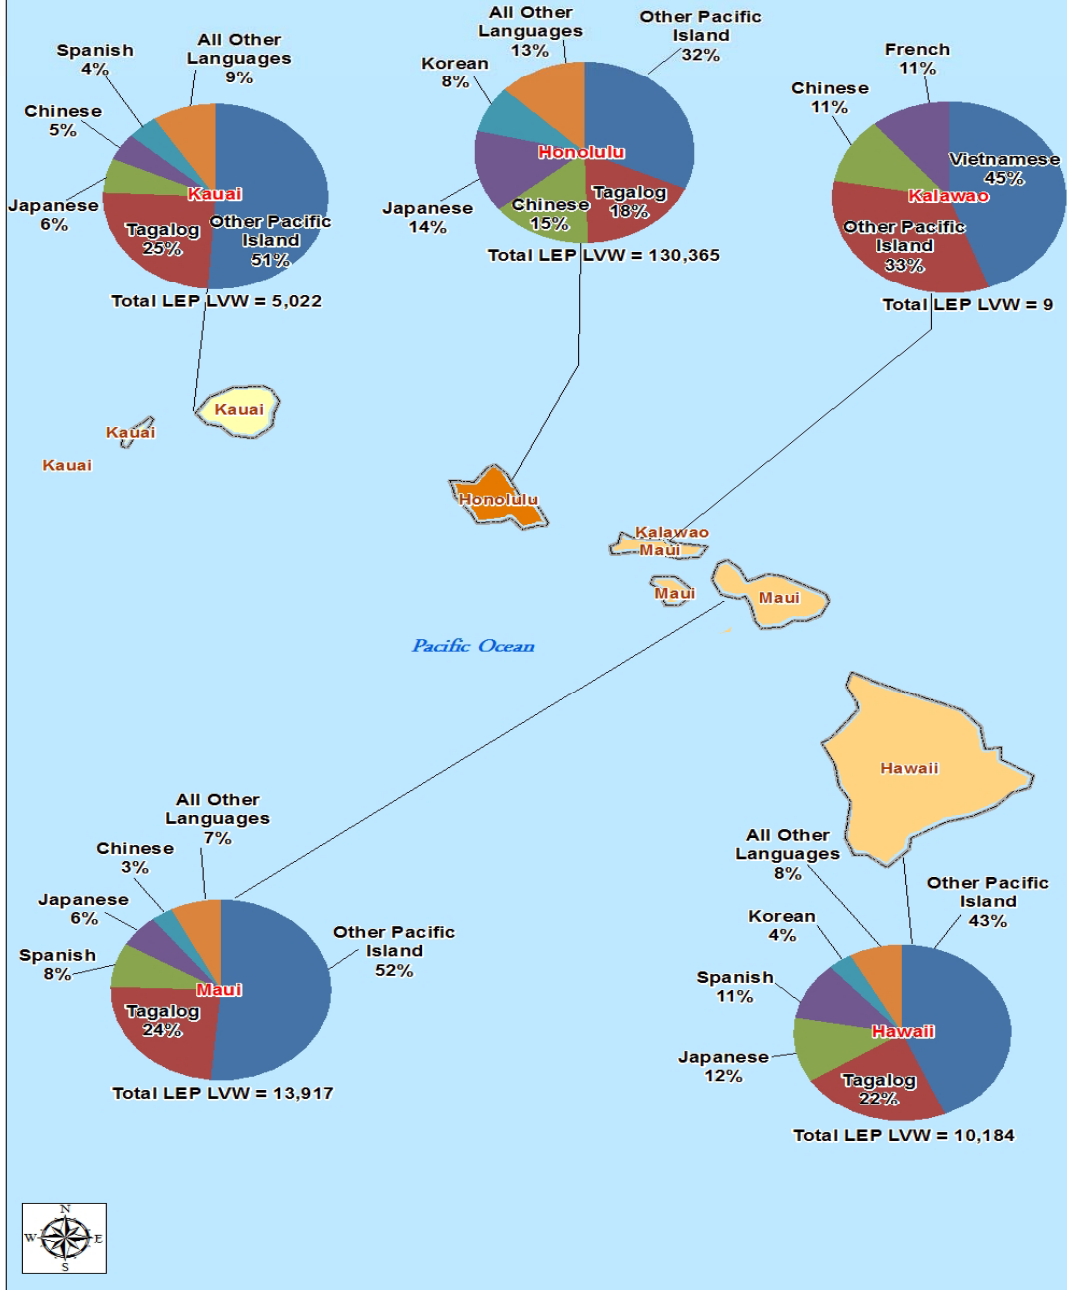 Spanish
4%
All Other
Languages
9%
Chinese
5%
Japanese
6%
Kauai
Tagalog
25%
Other Pacific
Island
51%
Total LEP LVW = 5,022
All Other
Languages
13%
Other Pacific
Island
32%
Korean
8%
Honolulu
Japanese
14%
Chinese
15%
Tagalog
18%
Total LEP LVW = 130,365
French
11%
Chinese
11%
Vietnamese
45%
Kalawao
Other Pacific
Island
33%
Total LEP LVW = 9
Kauai
Kauai
Kauai
Honolulu
Kalawao
Maui
Maui
Maui
Pacific Ocean
Hawaii
All Other
Languages
7%
Chinese
3%
Japanese
6%
Spanish
8%
Other Pacific
Island
52%
Maui
Tagalog
24%
Total LEP LVW = 13,917
All Other
Languages
8%
Other Pacific
Island
43%
Korean
4%
Spanish
11%
Hawaii
Japanese
12%
Tagalog
22%
Total LEP LVW = 10,184
N
W E
S